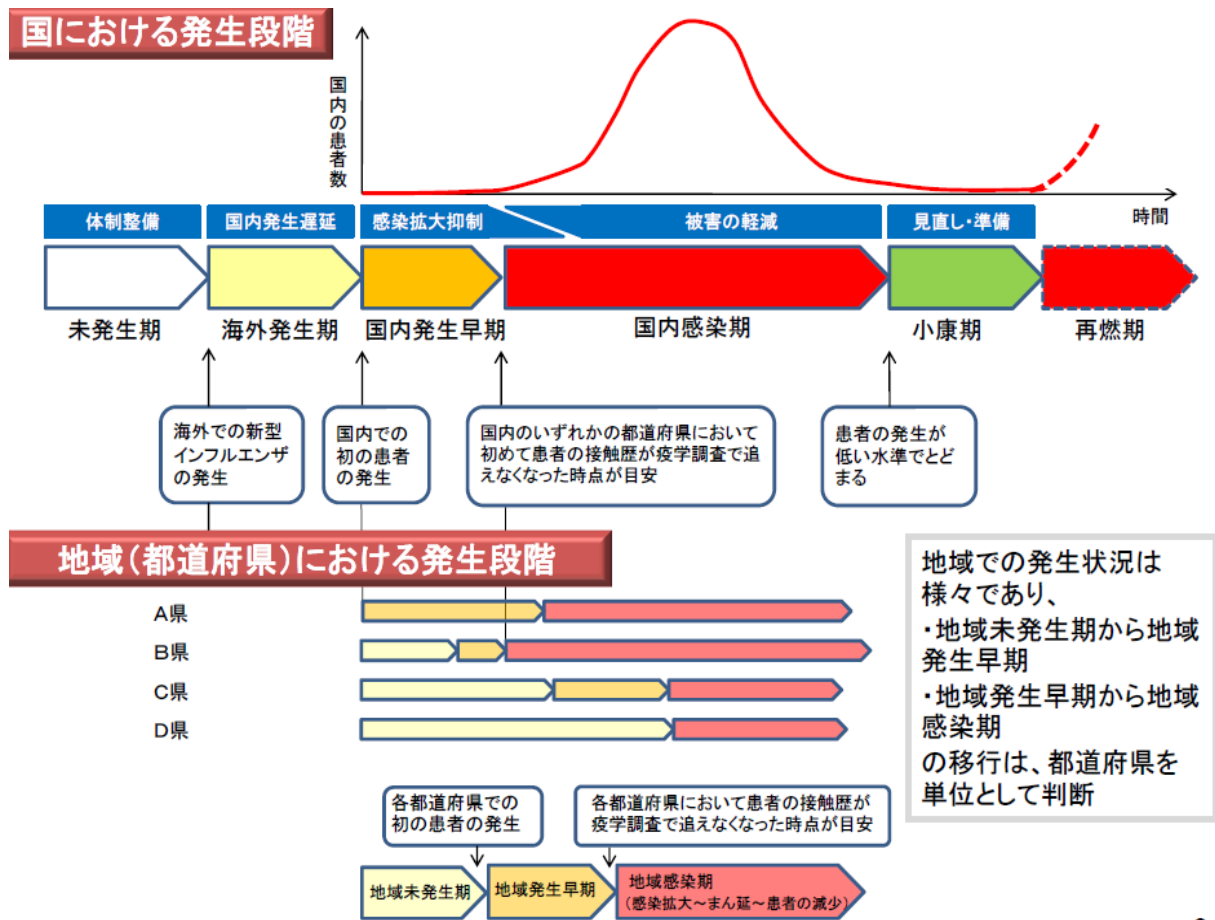 国における発生段階
国内の患者数
時間
体制整備
国内発生遅延
感染拡大抑制
被害の軽減
見直し・準備
未発生期
海外発生期
国内発生早期
国内感染期
小康期
再燃期
海外での新型
インフルエンザ
の発生
国内での
初の患者
の発生
国内のいずれかの都道府県において
初めて患者の接触歴が疫学調査で追
えなくなった時点が目安
患者の発生が
低い水準でとど
まる
地域(都道府県)における発生段階
A県
B県
C県
D県
地域での発生状況は
様々であり、
・地域未発生期から地域
発生早期
・地域発生早期から地域
感染期
の移行は、都道府県を
単位として判断
各都道府県での
初の患者の発生
各都道府県において患者の接触歴が
疫学調査で追えなくなった時点が目安
地域未発生期
地域発生早期
地域感染期
(感染拡大~まん延~患者の減少)